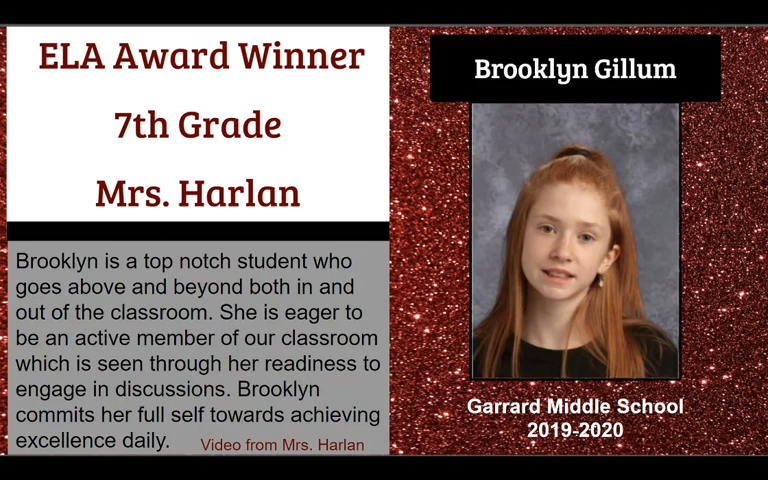 ELA Award Winner
7th Grade
Mrs. Harlan
Brooklyn is a top notch student who
goes above and beyond both in and
out of the classroom. She is eager to
be an active member of our classroom
which is seen through her readiness to
engage in discussions. Brooklyn
commits her full self towards achieving
excellence daily.
Video from Mrs. Harlan
Brooklyn Gillum
Garrard Middle School
2019-2020